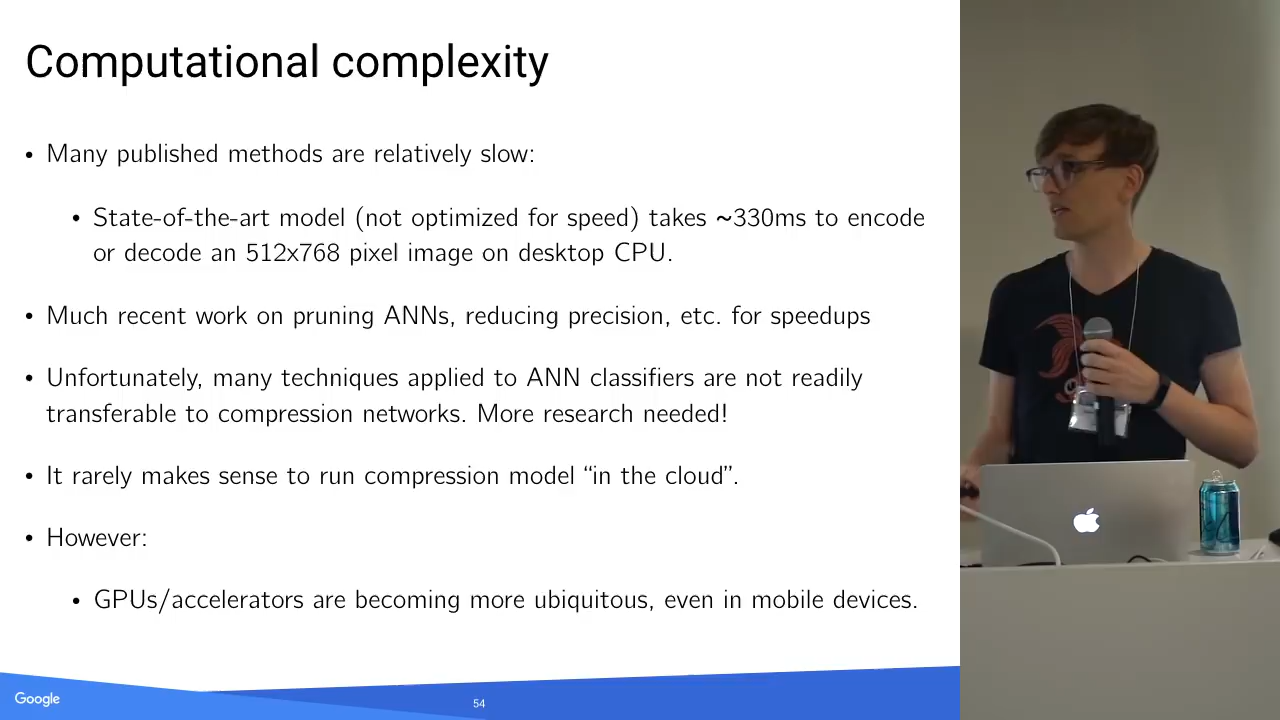 Computational complexity
• Many published methods are relatively slow:
• State-of-the-art model (not optimized for speed) takes ~330ms to encode
or decode an 512x768 pixel image on desktop CPU.
• Much recent work on pruning ANNs, reducing precision, etc. for speedups
• Unfortunately, many techniques applied to ANN classifiers are not readily
transferable to compression networks. More research needed!
• It rarely makes sense to run compression model “in the cloud”.
• However:
• GPUs/accelerators are becoming more ubiquitous, even in mobile devices.
Google
54